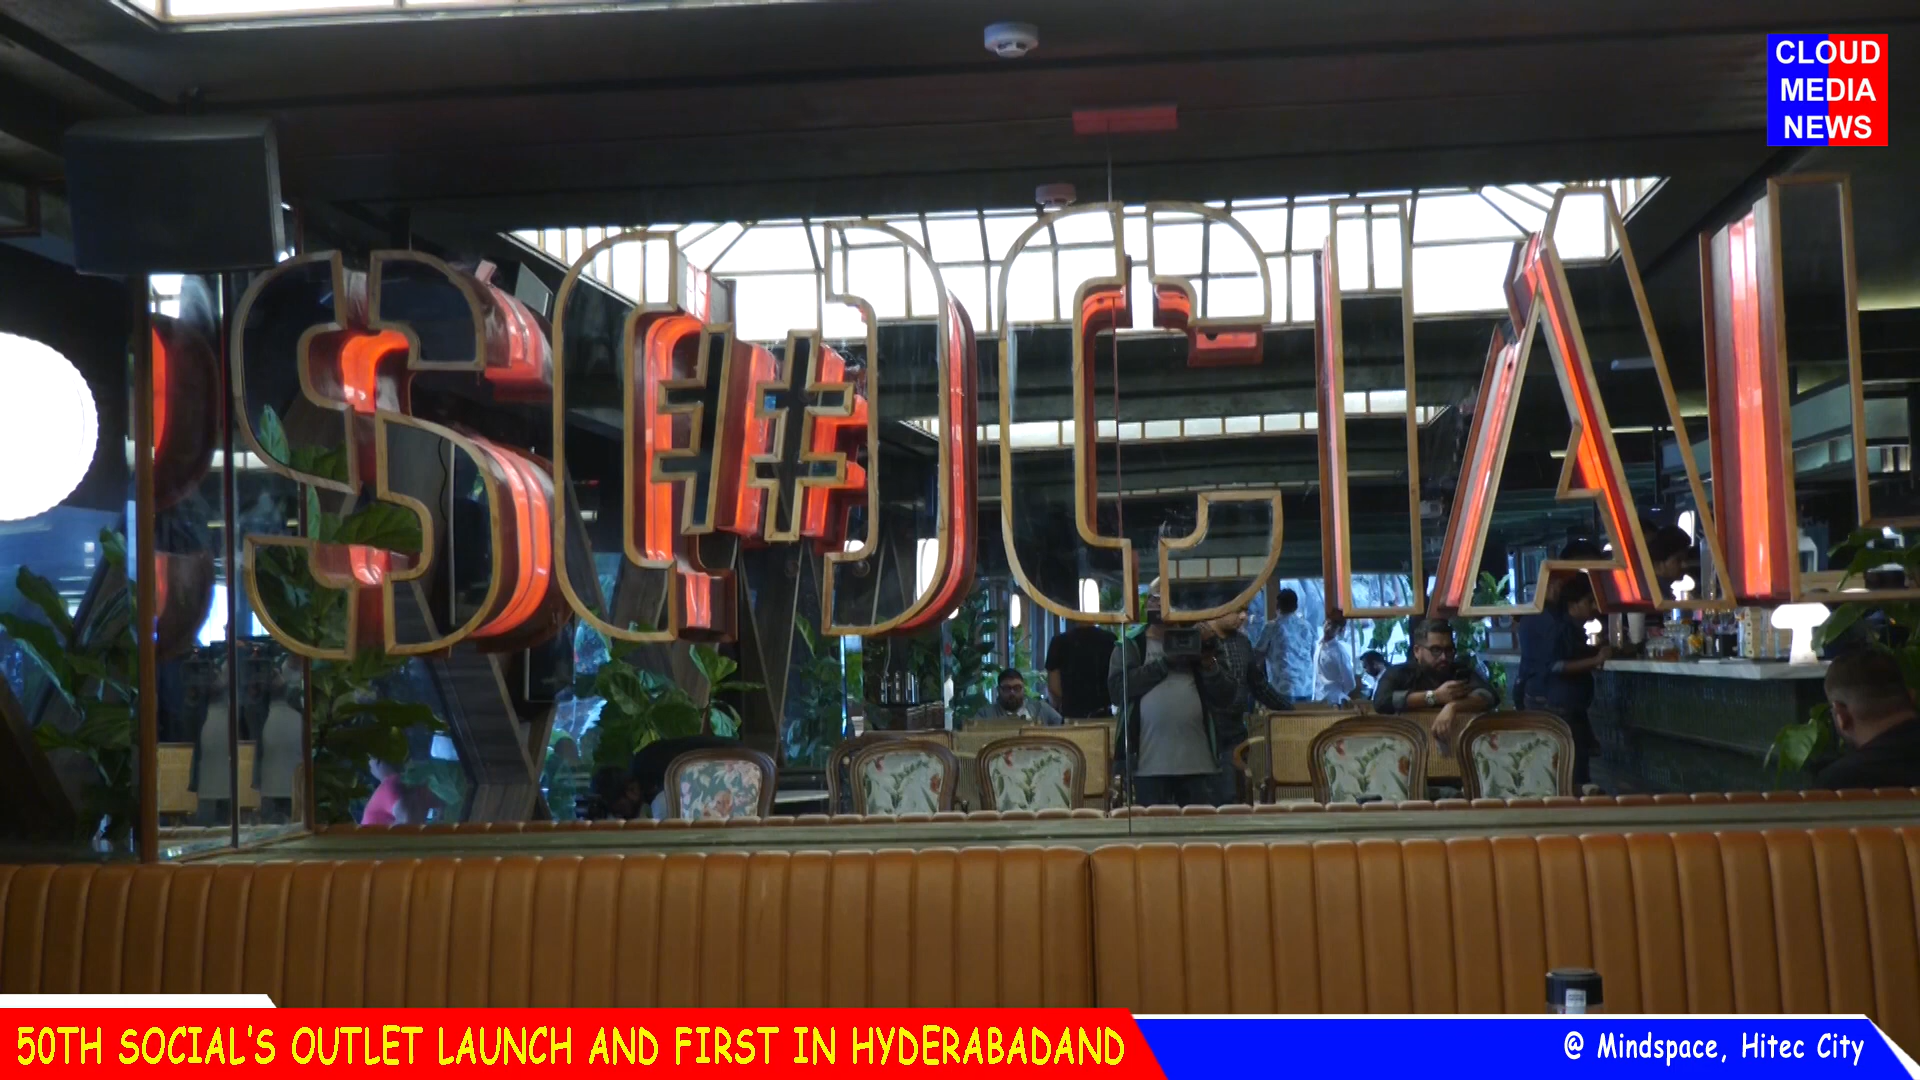 CLOUD
MEDIA
NEWS
SOCIAL
#
50TH SOCIAL'S OUTLET LAUNCH AND FIRST IN HYDERABADAND
@ Mindspace, Hitec City